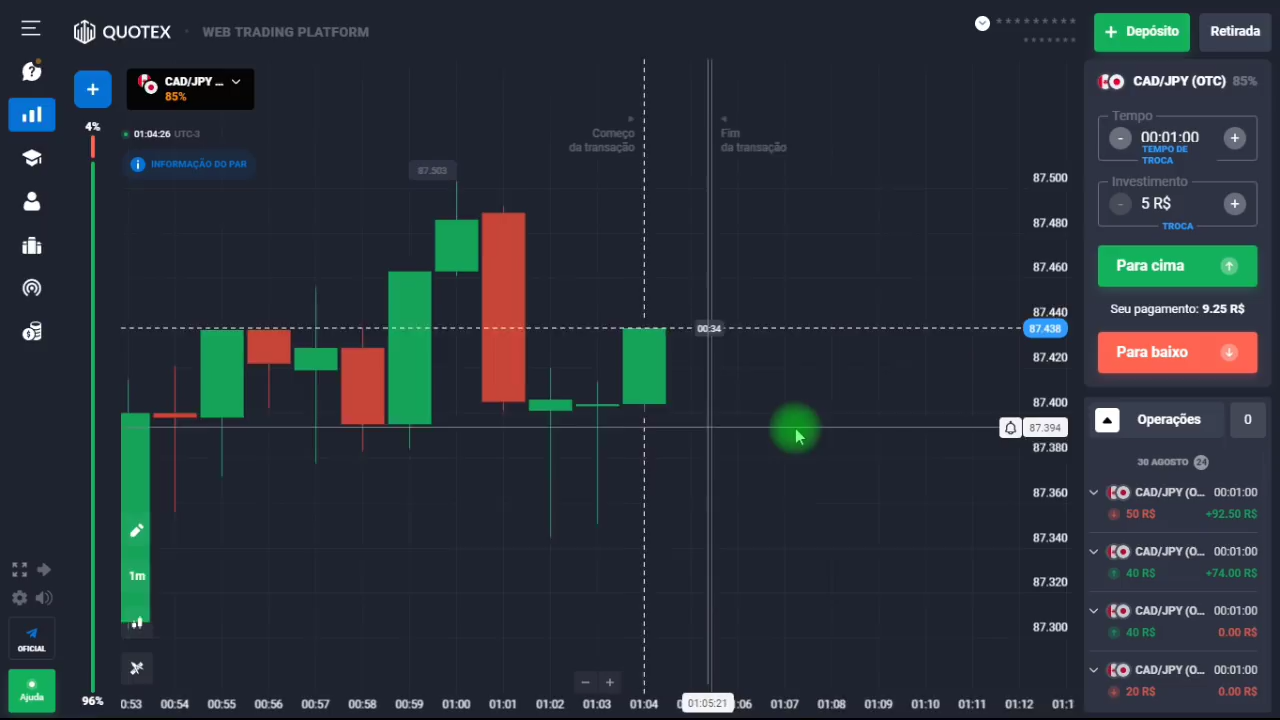 QUOTEX
WEB TRADING PLATFORM
**********
*******
+ Depósito
Retirada
+
CAD/JPY ...
85%
4%
01:04:26 UTC-3
INFORMAÇÃO DO PAR
Começo
da transação
Fim
da transação
87.503
87.500
87.480
87.460
87.440
87.438
87.420
87.400
87.394
87.380
87.360
87.340
87.320
87.300
00:34
1m
OFICIAL
Ajuda
96%
0:53 00:54 00:55 00:56 00:57 00:58 00:59 01:00 01:01 01:02 01:03 01:04 01:05:21 :06 01:07 01:08 01:09 01:10 01:11 01:12 01:1
CAD/JPY (OTC) 85%
Tempo
- 00:01:00 +
TEMPO DE
TROCA
Investimento
- 5 R$ +
TROCA
Para cima
Seu pagamento: 9.25 R$
Para baixo
Operações 0
30 AGOSTO 24
CAD/JPY (O... 00:01:00
50 R$ +92.50 R$
CAD/JPY (O... 00:01:00
40 R$ +74.00 R$
CAD/JPY (O... 00:01:00
40 R$ 0.00 R$
CAD/JPY (O... 00:01:00
20 R$ 0.00 R$